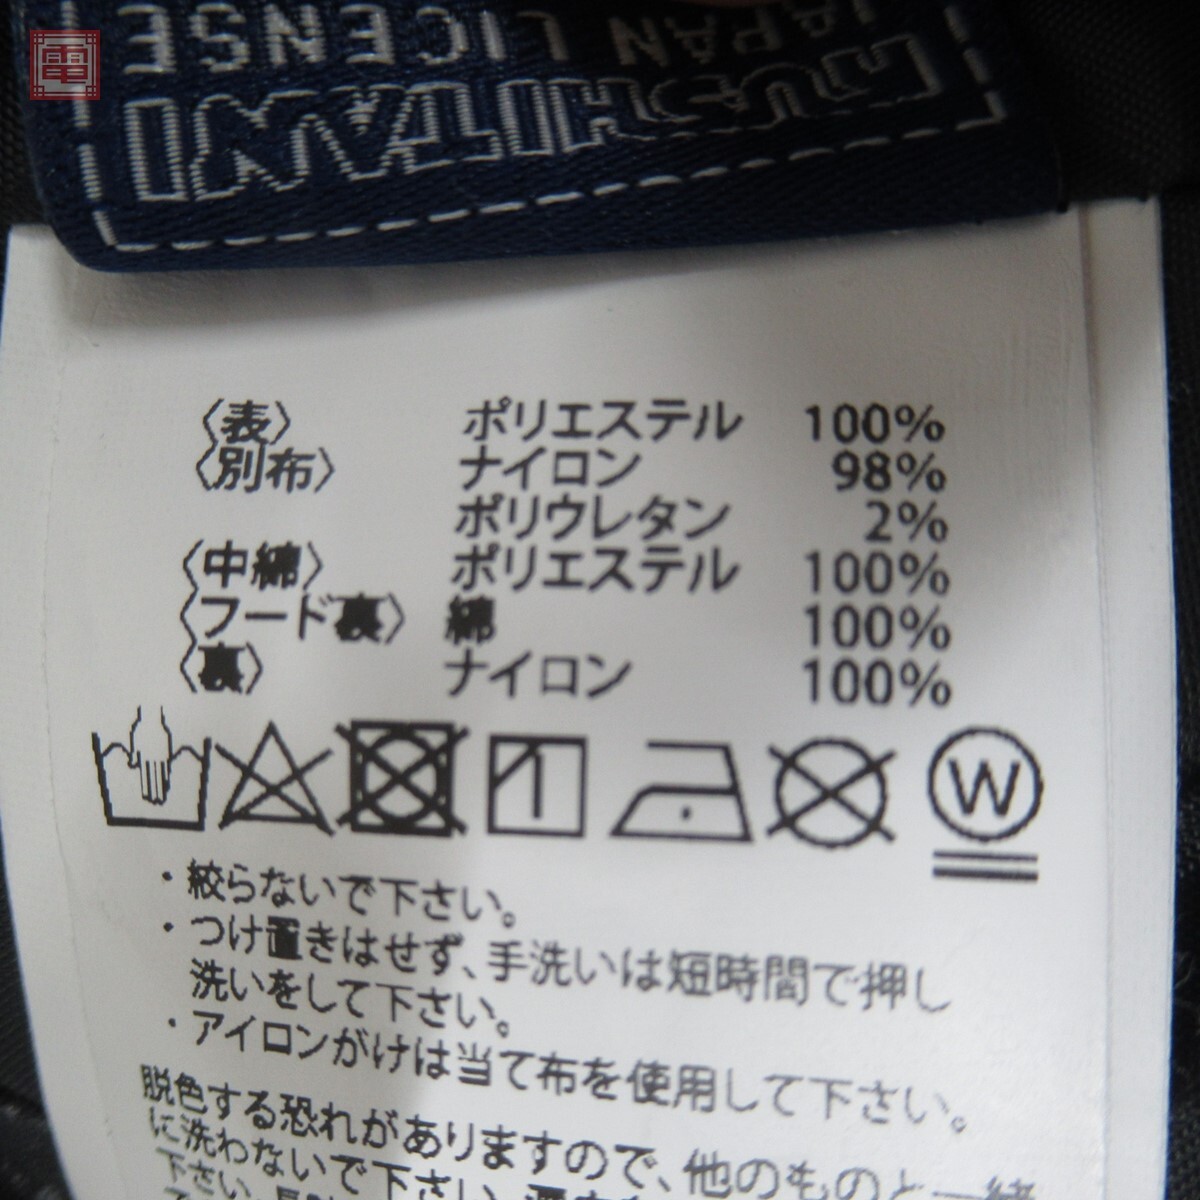 電
JAPAN LICENSE
〈表〉 ポリエステル 100%
〈別布〉 ナイロン 98%
ポリウレタン 2%
〈中綿〉 ポリエステル 100%
〈フード裏〉 綿 100%
〈裏〉 ナイロン 100%
W
・絞らないで下さい。
・つけ置きはせず、手洗いは短時間で押し
洗いをして下さい。
・アイロンがけは当て布を使用して下さい。
脱色する恐れがありますので、他のものと一緒
に洗わないで下さい。
下さい。